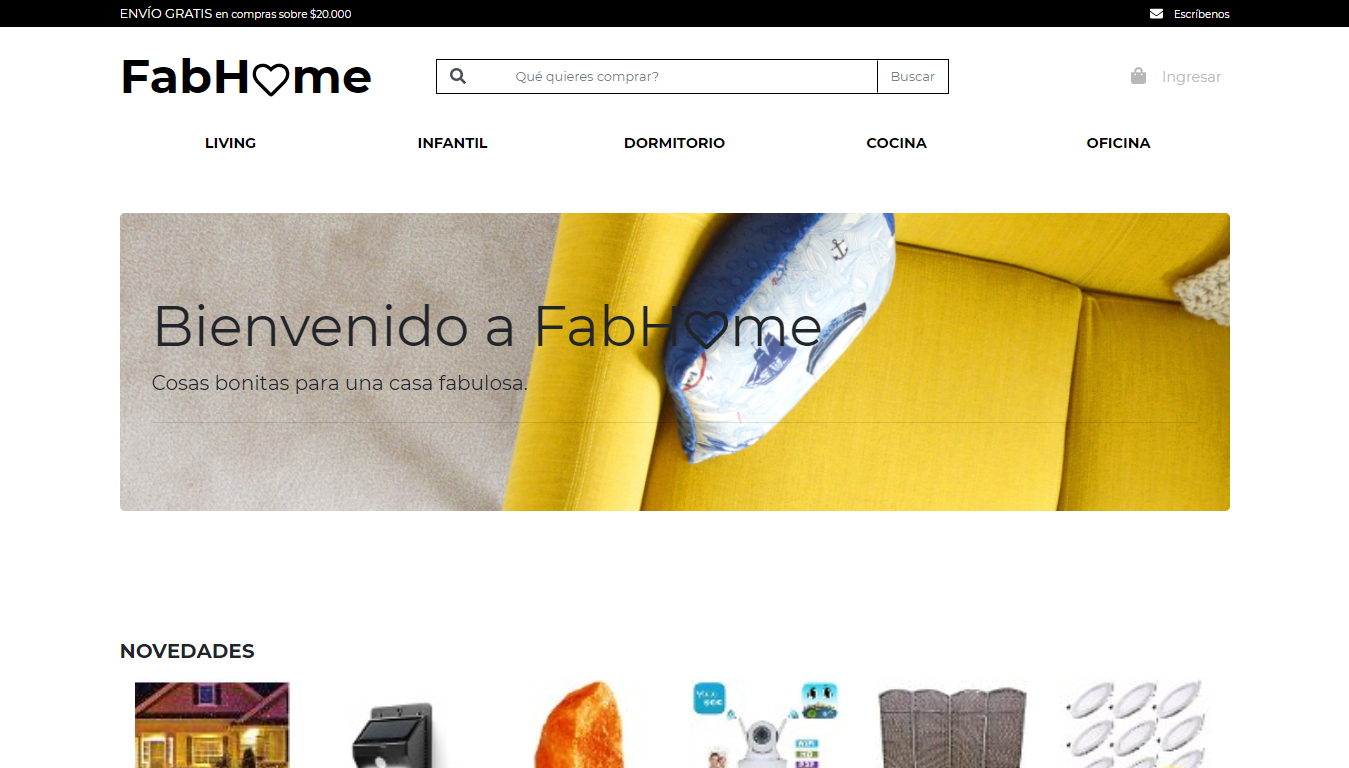 ENVÍO GRATIS en compras sobre $20.000
Escríbenos
FabH♡me
Qué quieres comprar?
Buscar
Ingresar
LIVING
INFANTIL
DORMITORIO
COCINA
OFICINA
Bienvenido a FabH♡me
Cosas bonitas para una casa fabulosa.
NOVEDADES